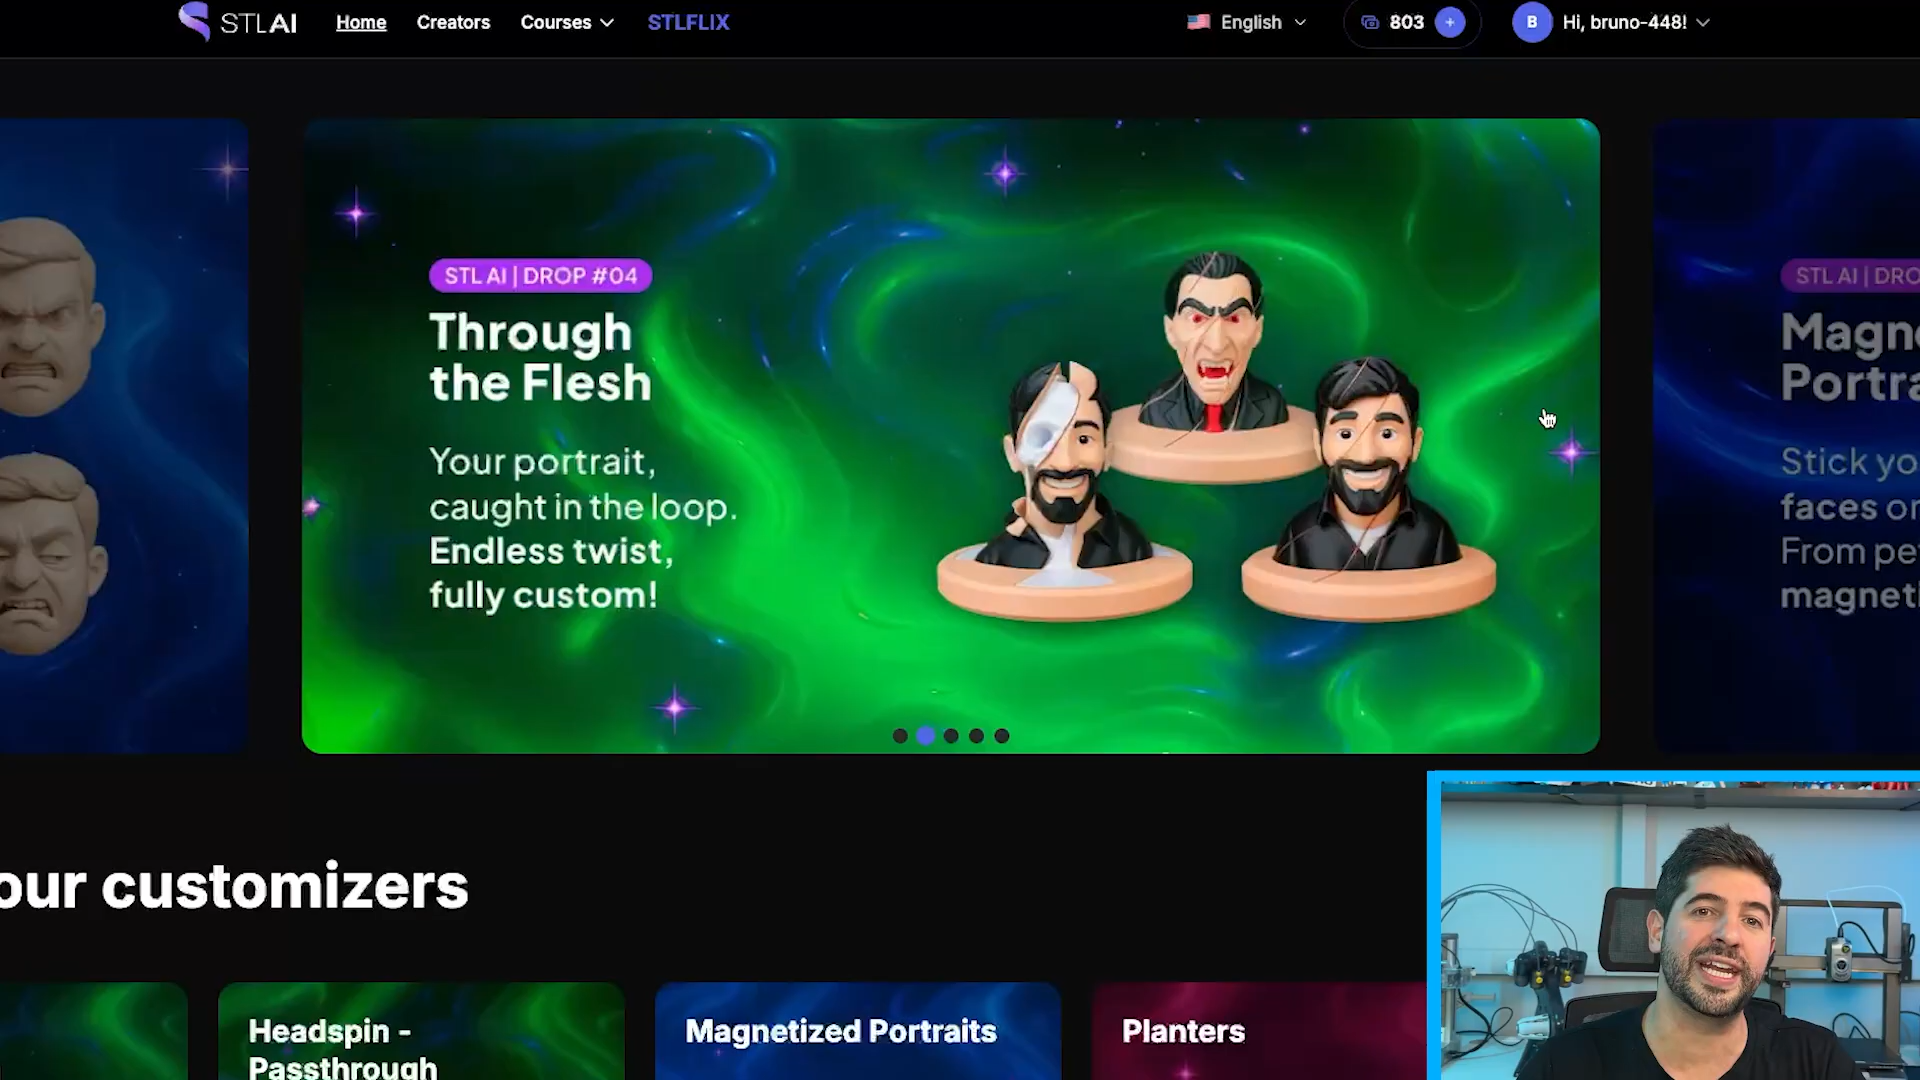 STLAI
Home
Creators
Courses
STLFLIX
English
803
+
B
Hi, bruno-448!
STL AI | DROP #04
Through
the Flesh
Your portrait,
caught in the loop.
Endless twist,
fully custom!
STL AI | DRO
Magn
Portra
Stick yo
faces or
From pe
magneti
our customizers
Headspin -
Passthrough
Magnetized Portraits
Planters